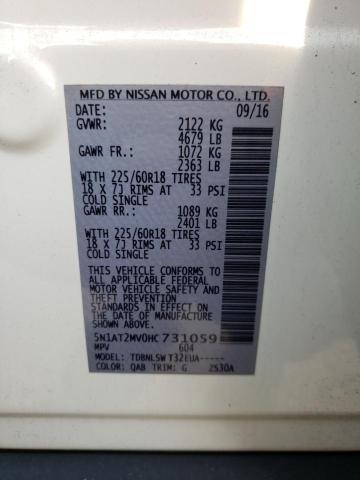 MFD BY NISSAN MOTOR CO., LTD.
DATE: 09/16
GVWR: 2122 KG
4679 LB
GAWR FR: 1072 KG
2363 LB
WITH 225/60R18 TIRES
18 X 7J RIMS AT 33 PSI
COLD SINGLE
GAWR RR: 1089 KG
2401 LB
WITH 225/60R18 TIRES
18 X 7J RIMS AT 33 PSI
COLD SINGLE
THIS VEHICLE CONFORMS TO
ALL APPLICABLE FEDERAL
MOTOR VEHICLE SAFETY AND
THEFT PREVENTION
STANDARDS IN EFFECT ON
THE DATE OF MANUFACTURE
SHOWN ABOVE.
5N1AT2MV0HC731059
MPV 604
MODEL: TDBNLSWT32EUA-----
COLOR: QAB TRIM: G 2530A